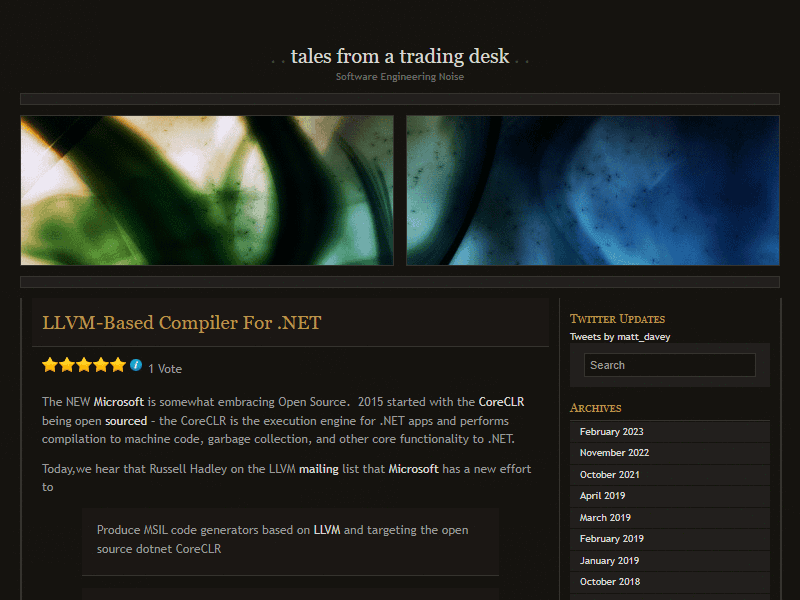 . . tales from a trading desk . .
Software Engineering Noise
LLVM-Based Compiler For .NET
1 Vote
The NEW Microsoft is somewhat embracing Open Source.  2015 started with the CoreCLR
being open sourced – the CoreCLR is the execution engine for .NET apps and performs
compilation to machine code, garbage collection, and other core functionality to .NET.
Today,we hear that Russell Hadley on the LLVM mailing list that Microsoft has a new effort
to
Produce MSIL code generators based on LLVM and targeting the open
source dotnet CoreCLR
Twitter Updates
Tweets by matt_davey
Search
Archives
February 2023
November 2022
October 2021
April 2019
March 2019
February 2019
January 2019
October 2018